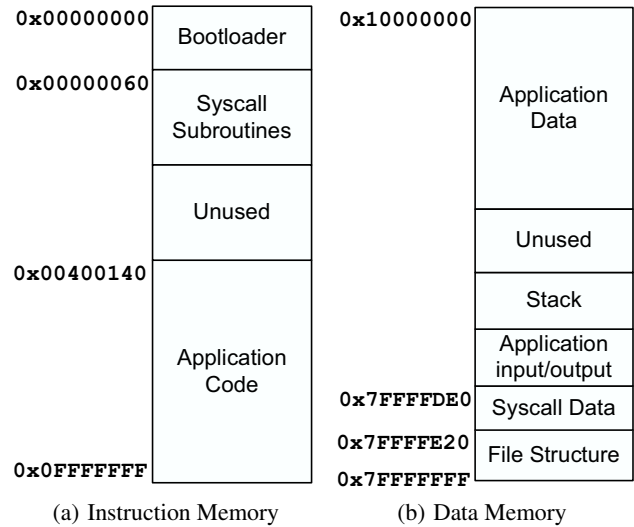 0x00000000
Bootloader
0x00000060
Syscall
Subroutines
Unused
0x00400140
Application
Code
0x0FFFFFFF
(a) Instruction Memory
0x10000000
Application
Data
Unused
Stack
Application
input/output
0x7FFFFDE0
Syscall Data
0x7FFFFE20
File Structure
0x7FFFFFFF
(b) Data Memory